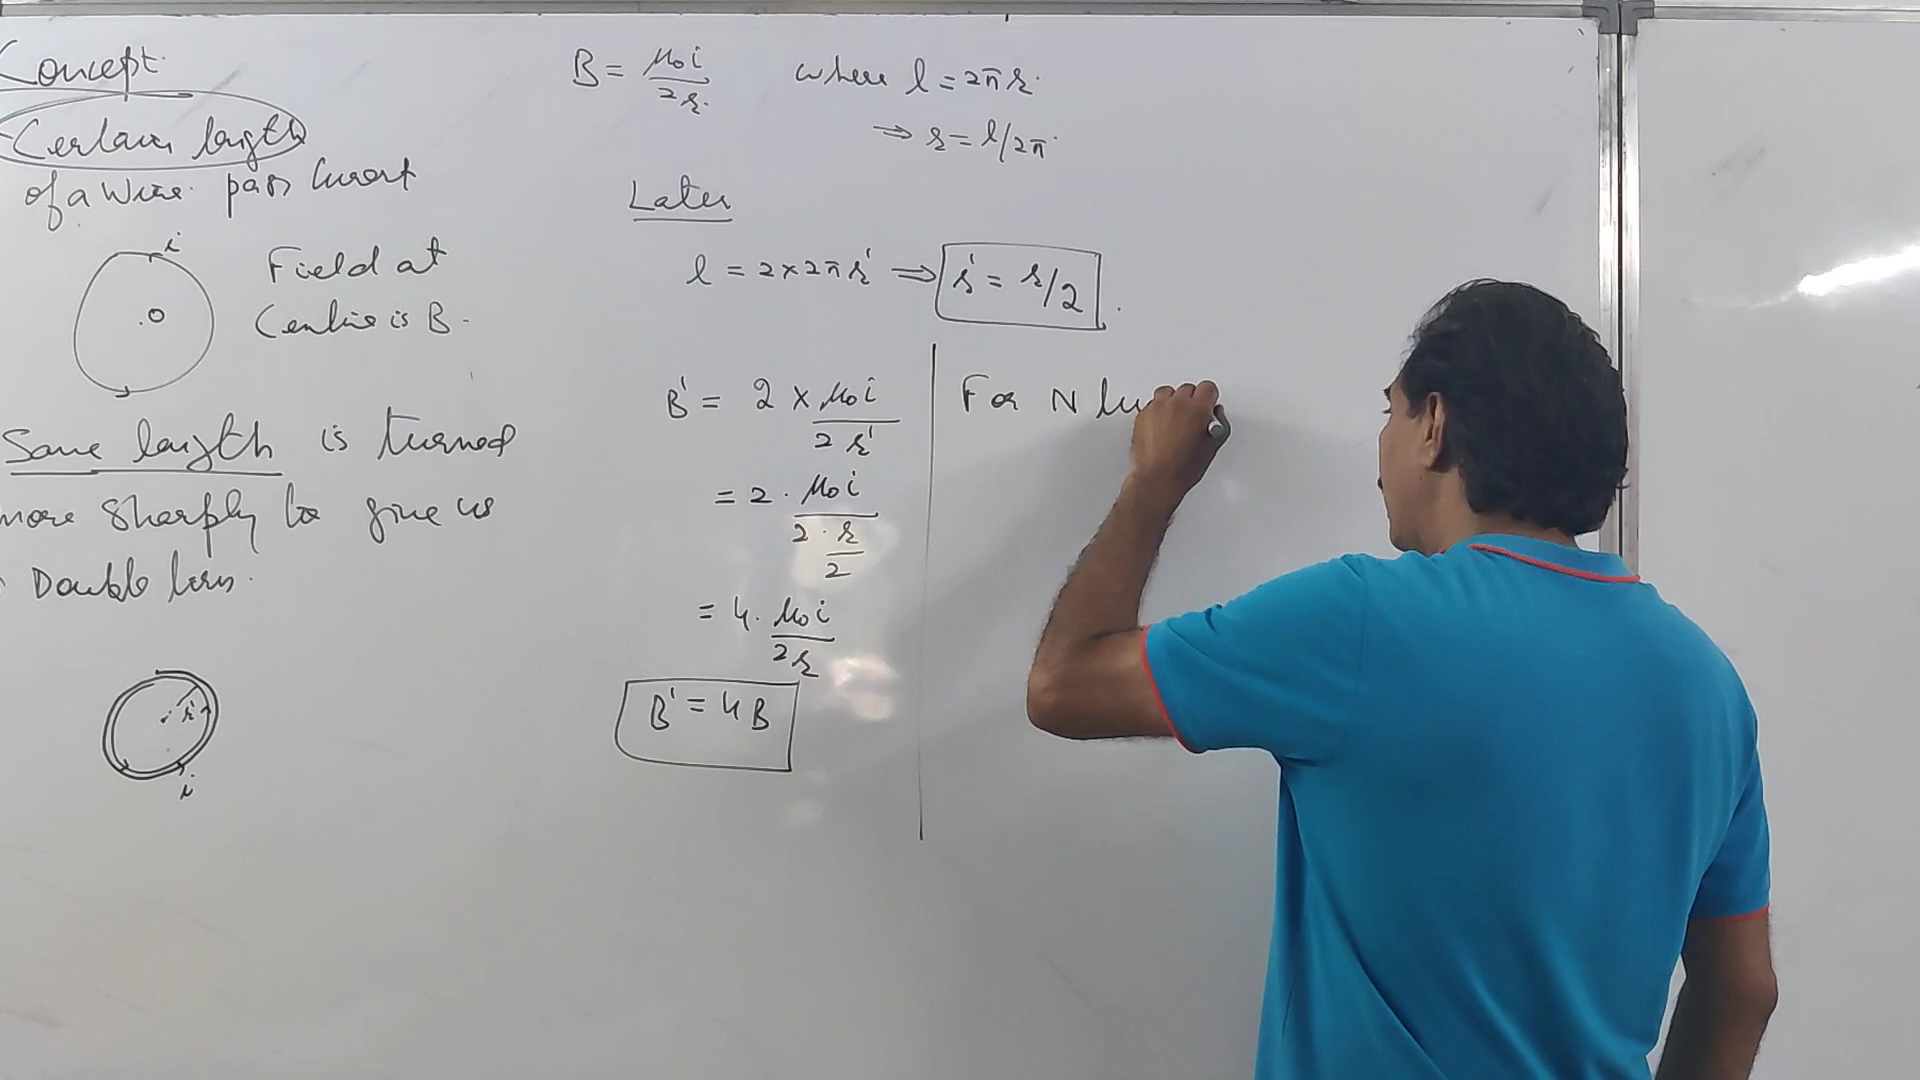 Concept.
Certain length
of a wire pass Current
i
Field at
Centre is B.
O
Same length is turned
more sharply to give us
Double turn.
r'
i
B = μ₀i/2r. where l = 2πr.
⇒ r = l/2π.
Later
l = 2×2πr' ⇒ r' = r/2.
B' = 2 × μ₀i/2r'
= 2 · μ₀i/(2 · r/2)
= 4 · μ₀i/2r
B' = 4B
For N